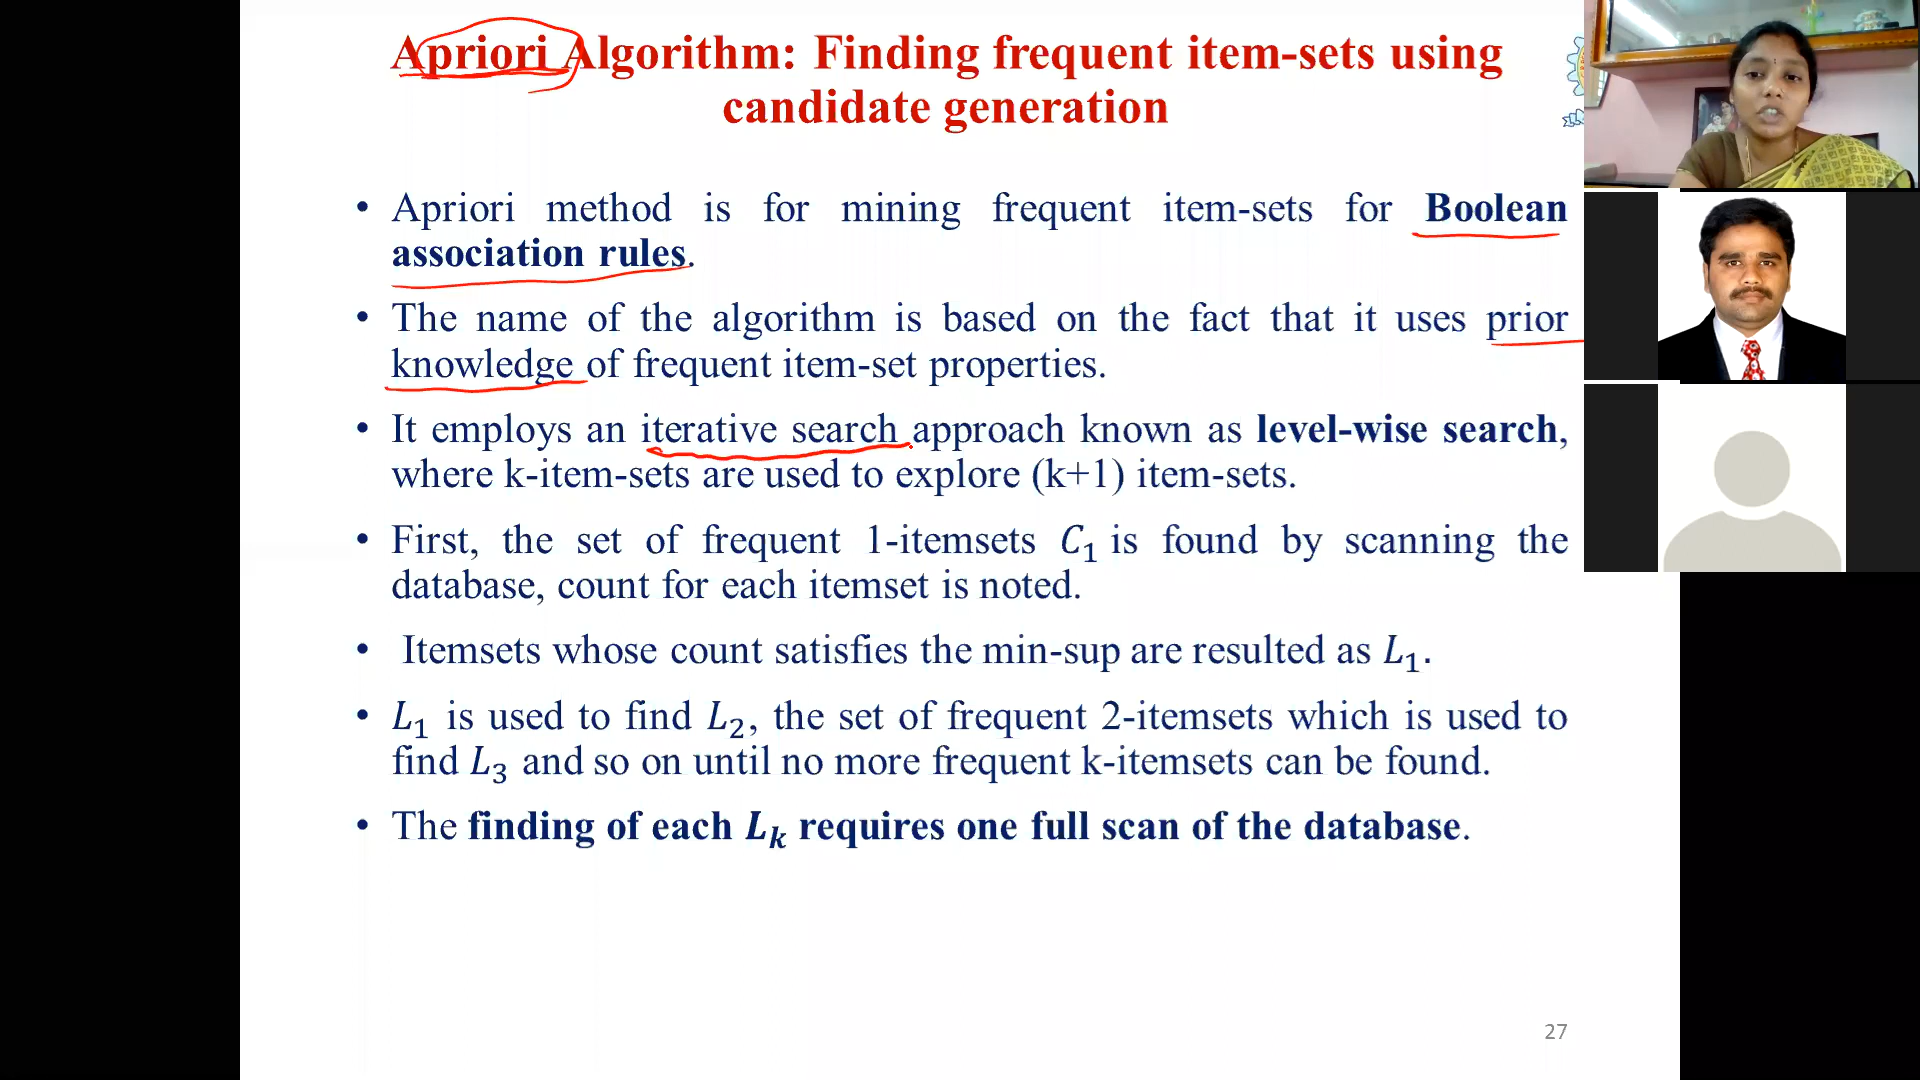 Apriori Algorithm: Finding frequent item-sets using
candidate generation
• Apriori method is for mining frequent item-sets for Boolean
association rules.
• The name of the algorithm is based on the fact that it uses prior
knowledge of frequent item-set properties.
• It employs an iterative search approach known as level-wise search,
where k-item-sets are used to explore (k+1) item-sets.
• First, the set of frequent 1-itemsets C₁ is found by scanning the
database, count for each itemset is noted.
• Itemsets whose count satisfies the min-sup are resulted as L₁.
• L₁ is used to find L₂, the set of frequent 2-itemsets which is used to
find L₃ and so on until no more frequent k-itemsets can be found.
• The finding of each Lₖ requires one full scan of the database.
27